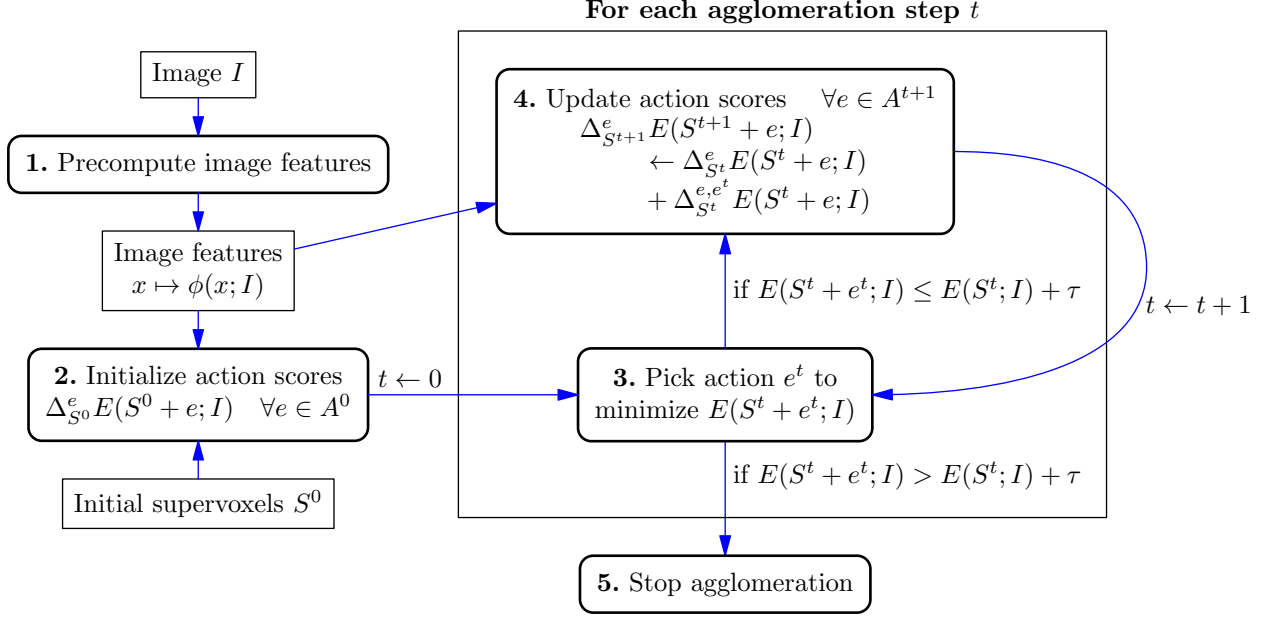 For each agglomeration step t
Image I
1. Precompute image features
Image features
x ↦ ϕ(x; I)
2. Initialize action scores
Δ^e_{S^0} E(S^0 + e; I) ∀e ∈ A^0
Initial supervoxels S^0
t ← 0
4. Update action scores ∀e ∈ A^{t+1}
Δ^e_{S^{t+1}} E(S^{t+1} + e; I)
← Δ^e_{S^t} E(S^t + e; I)
+ Δ^{e,e^t}_{S^t} E(S^t + e; I)
if E(S^t + e^t; I) ≤ E(S^t; I) + τ
t ← t + 1
3. Pick action e^t to
minimize E(S^t + e^t; I)
if E(S^t + e^t; I) > E(S^t; I) + τ
5. Stop agglomeration